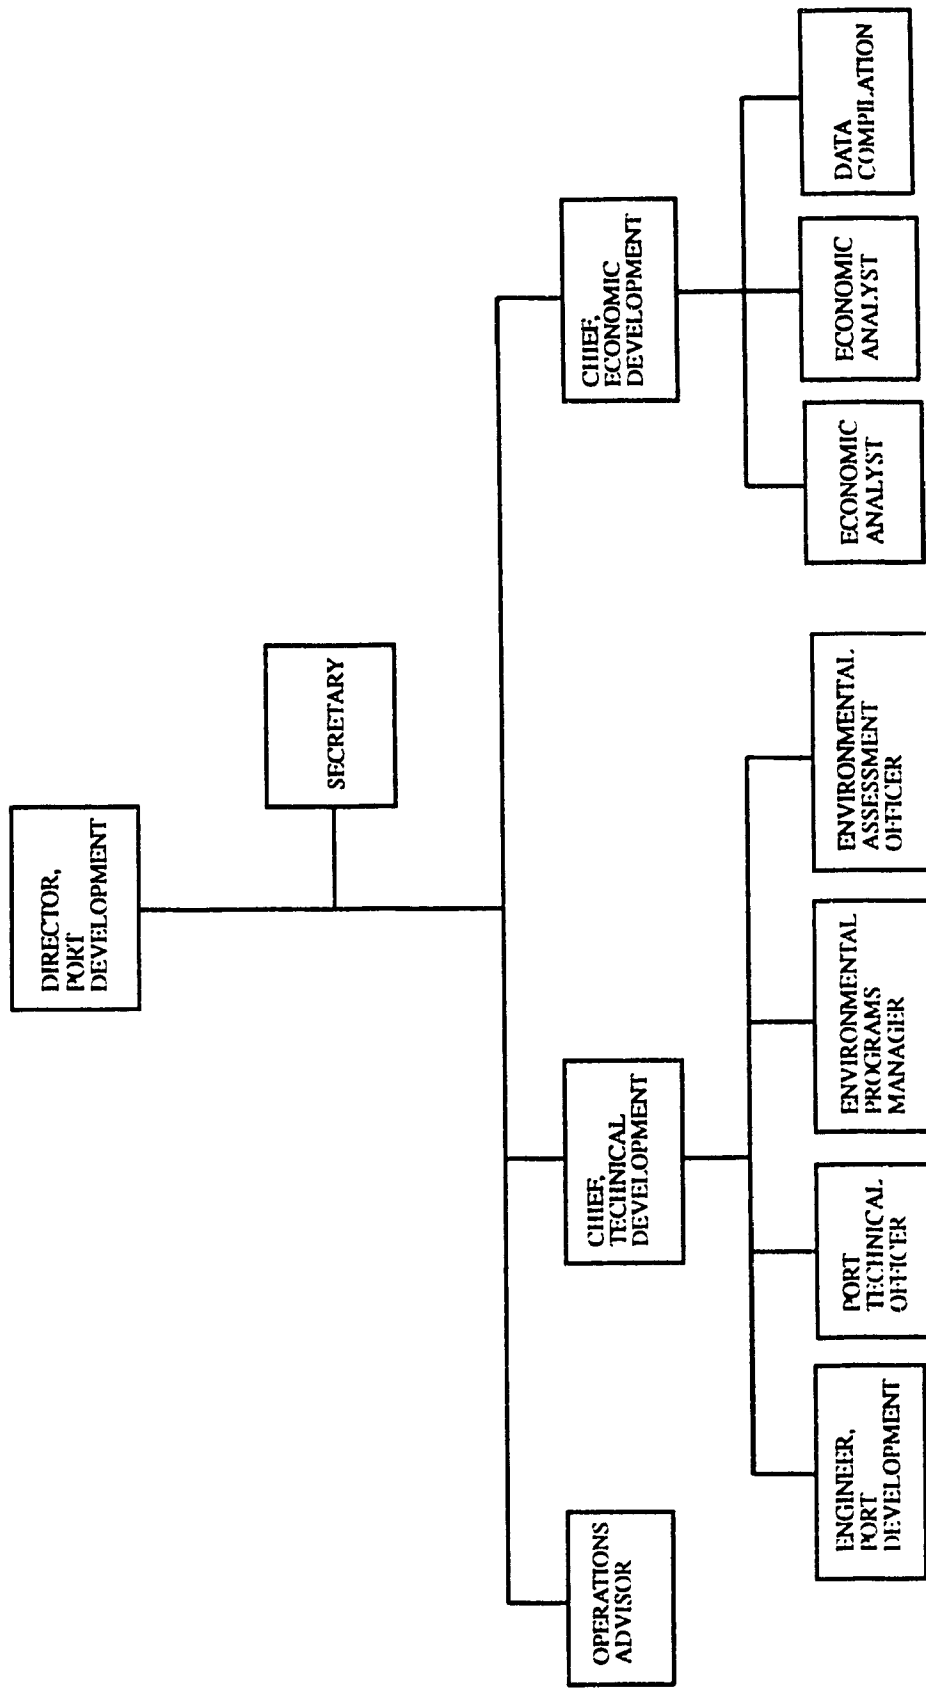 DIRECTOR,
PORT
DEVELOPMENT
SECRETARY
OPERATIONS
ADVISOR
CHIEF,
TECHNICAL
DEVELOPMENT
CHIEF,
ECONOMIC
DEVELOPMENT
ENGINEER,
PORT
DEVELOPMENT
PORT
TECHNICAL
OFFICER
ENVIRONMENTAL
PROGRAMS
MANAGER
ENVIRONMENTAL
ASSESSMENT
OFFICER
ECONOMIC
ANALYST
ECONOMIC
ANALYST
DATA
COMPILATION